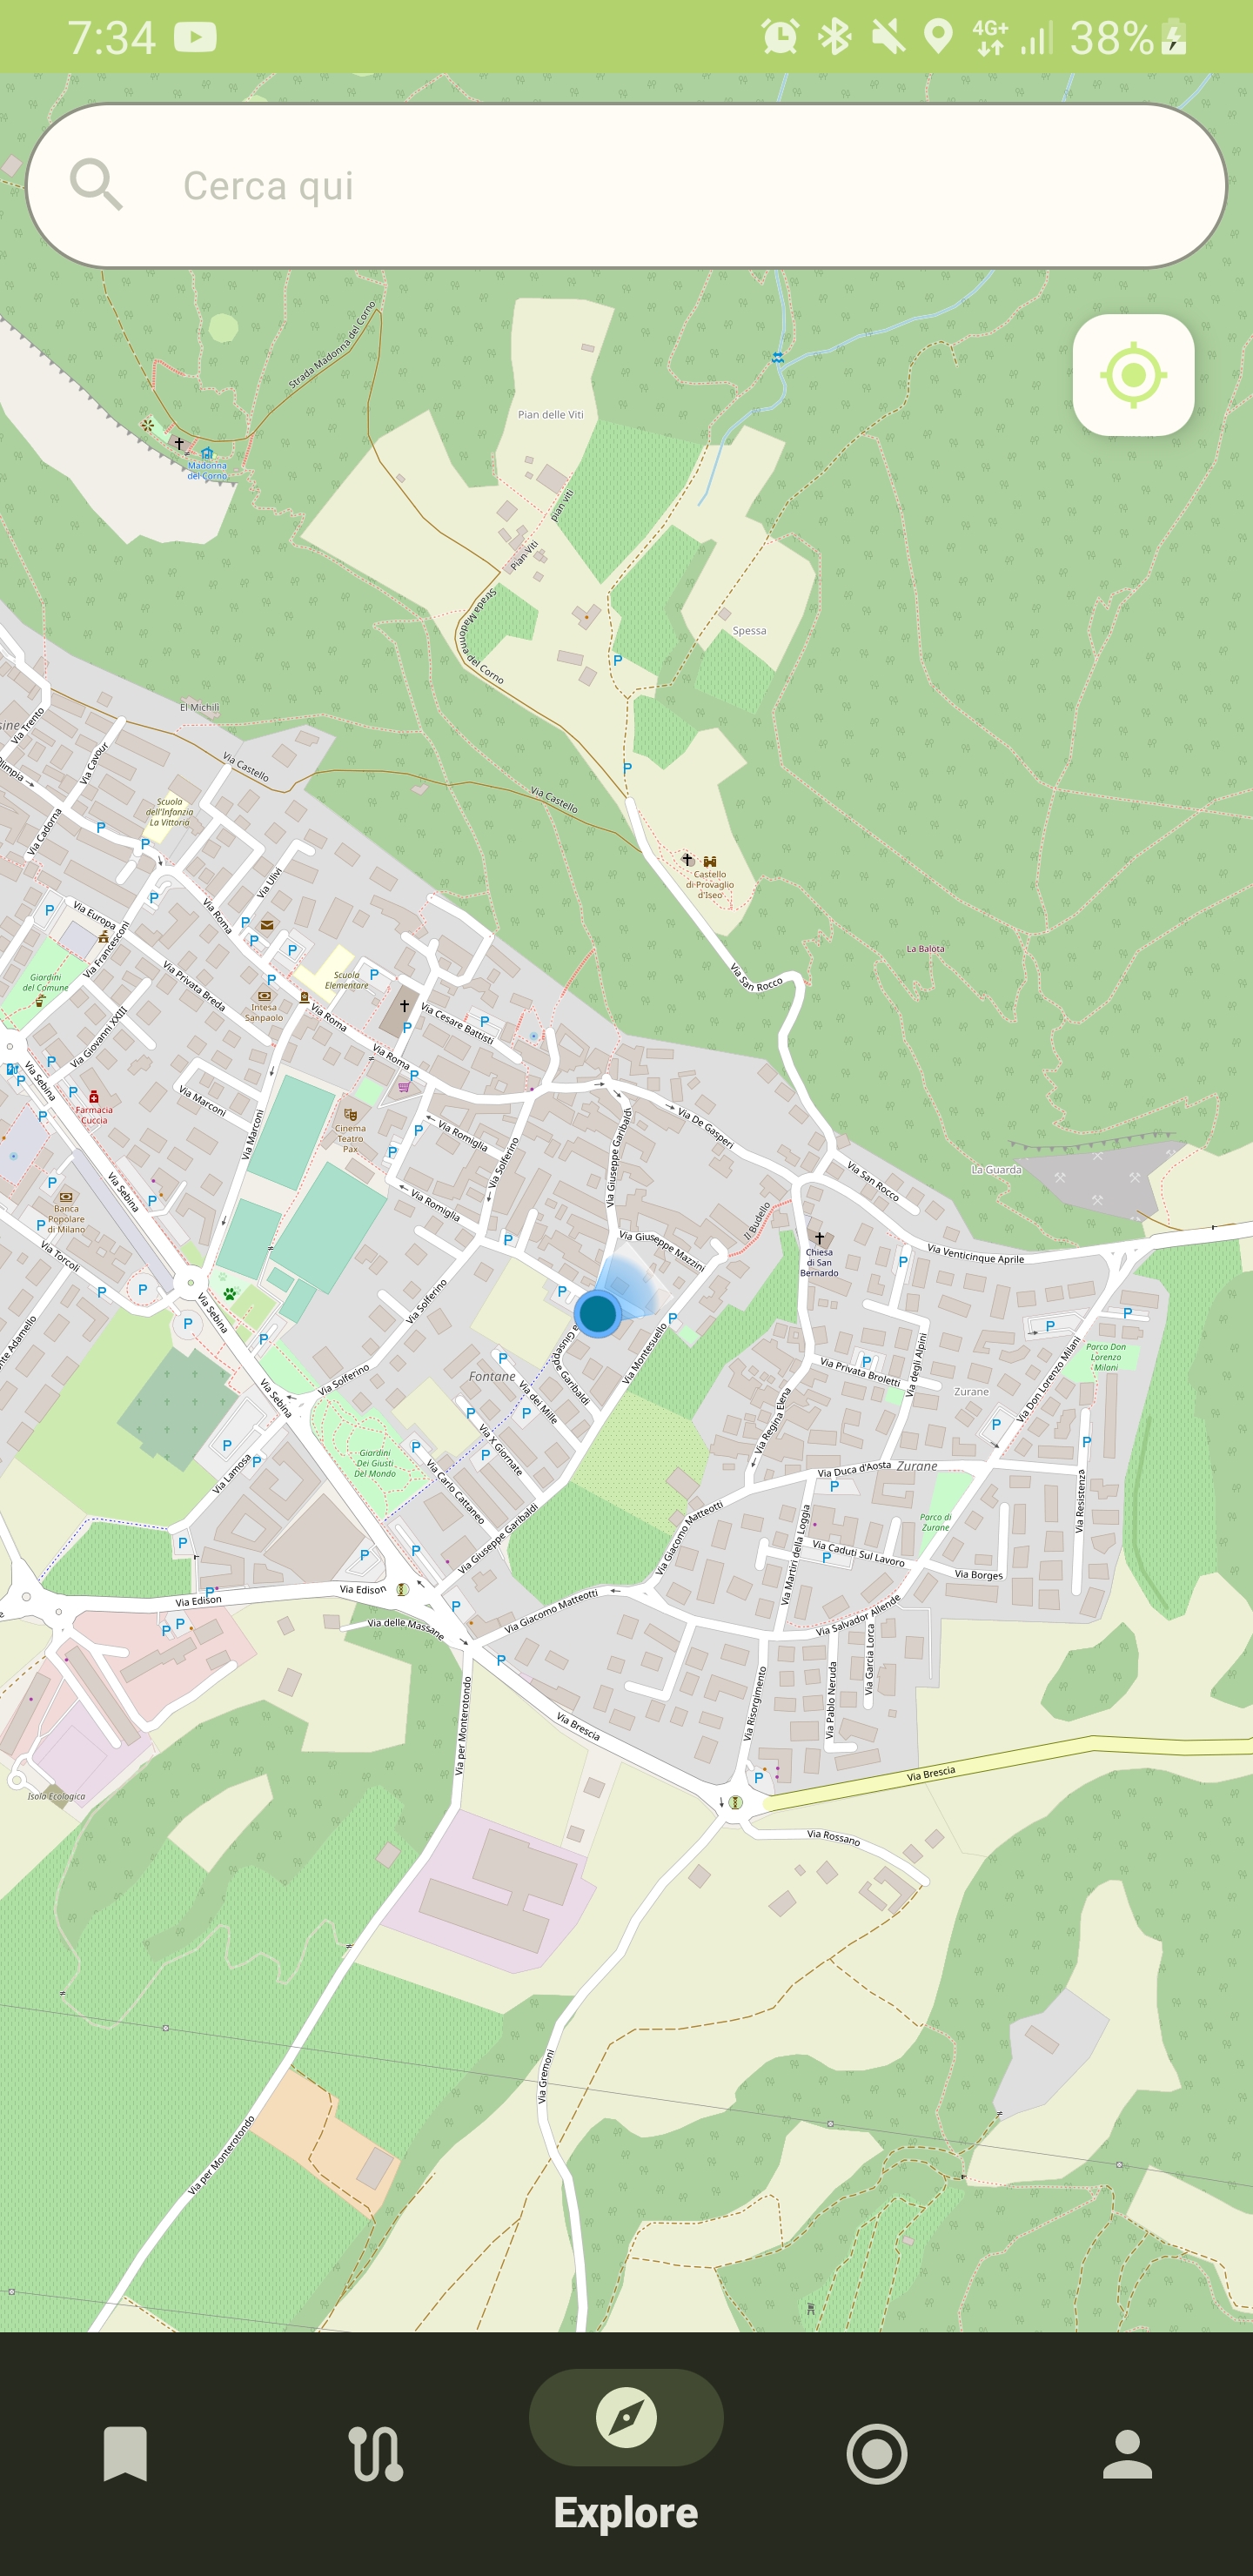 7:34
4G+
38%
Cerca qui
Strada Madonna del Corno
Pian delle Viti
Madonna
del Corno
pian viti
Pian Viti
Strada Madonna del Corno
Spessa
El Michili
Via Trento
Via Cavour
Via Castello
Via Castello
Scuola
dell'Infanzia
La Vittoria
Via Cadorna
Castello
di Provaglio
d'Iseo
Via Ulivi
Via Europa
Via Roma
Via Francesconi
La Balota
Via San Rocco
Giardini
del Comune
Via Privata Breda
Scuola
Elementare
Intesa
Sanpaolo
Via Roma
Via Cesare Battisti
Via Giovanni XXIII
Via Roma
Via Sebina
Farmacia
Cuccia
Via Marconi
Via Marconi
Cinema
Teatro
Pax
Via Romiglia
Via Solferino
Via Giuseppe Garibaldi
Via De Gasperi
Via San Rocco
La Guarda
Via Sebina
Via Romiglia
Banca
Popolare
di Milano
Il Budello
Via Giuseppe Mazzini
Chiesa
di San
Bernardo
Via Venticinque Aprile
Via Torcoli
Via Sebina
Via Solferino
Via Montesuello
Giuseppe Garibaldi
Via Don Lorenzo Milani
Parco Don
Lorenzo
Milani
Via Privata Broletti
Via degli Alpini
Fontane
Via Solferino
Via Sebina
Via dei Mille
Zurane
Via Regina Elena
Via X Giornate
Giardini
Dei Giusti
Del Mondo
Via Lamosa
Via Carlo Cattaneo
Via Duca d'Aosta
Zurane
Via Resistenza
Via Giuseppe Garibaldi
Via Giacomo Matteotti
Via Martiri della Loggia
Parco di
Zurane
Via Caduti Sul Lavoro
Via Borges
Via Edison
Via Edison
Via delle Massane
Via Giacomo Matteotti
Via Salvador Allende
Via Garcia Lorca
Via Pablo Neruda
Via Risorgimento
Via per Monterotondo
Via Brescia
Via Brescia
Isola Ecologica
Via Rossano
Via Gremoni
Via per Monterotondo
Explore